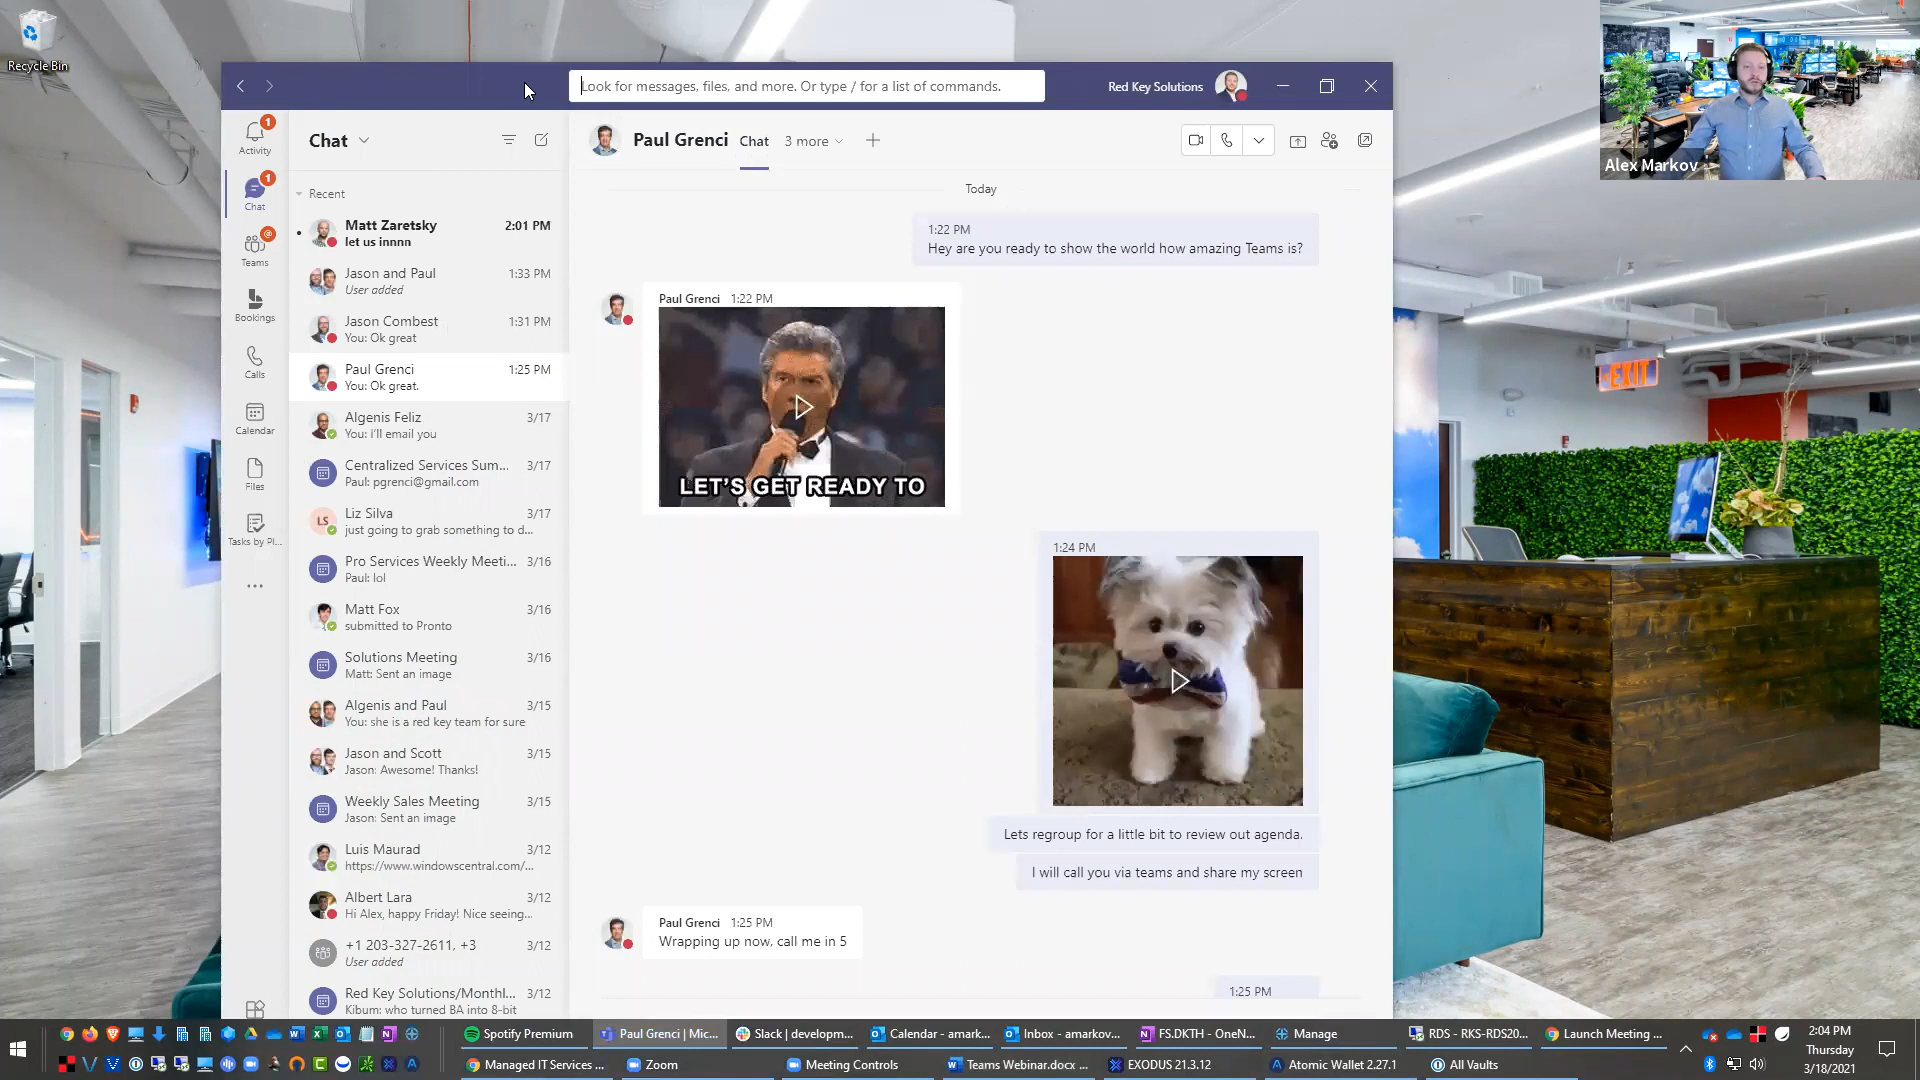 Recycle Bin
Look for messages, files, and more. Or type / for a list of commands.
Red Key Solutions
Alex Markov
Activity
1
Chat
1
Teams
@
Bookings
Calls
Calendar
Files
Tasks by Pl...
Chat
Recent
Matt Zaretsky 2:01 PM
let us innnn
Jason and Paul 1:33 PM
User added
Jason Combest 1:31 PM
You: Ok great
Paul Grenci 1:25 PM
You: Ok great.
Algenis Feliz 3/17
You: i'll email you
Centralized Services Sum... 3/17
Paul: pgrenci@gmail.com
LS
Liz Silva 3/17
just going to grab something to d...
Pro Services Weekly Meeti... 3/16
Paul: lol
Matt Fox 3/16
submitted to Pronto
Solutions Meeting 3/16
Matt: Sent an image
Algenis and Paul 3/15
You: she is a red key team for sure
Jason and Scott 3/15
Jason: Awesome! Thanks!
Weekly Sales Meeting 3/15
Jason: Sent an image
Luis Maurad 3/12
https://www.windowscentral.com/...
Albert Lara 3/12
Hi Alex, happy Friday! Nice seeing...
+1 203-327-2611, +3 3/12
User added
Red Key Solutions/Monthl... 3/12
Kibum: who turned BA into 8-bit
Paul Grenci Chat 3 more
Today
1:22 PM
Hey are you ready to show the world how amazing Teams is?
Paul Grenci 1:22 PM
LET'S GET READY TO
1:24 PM
Lets regroup for a little bit to review out agenda.
I will call you via teams and share my screen
Paul Grenci 1:25 PM
Wrapping up now, call me in 5
1:25 PM
EXIT
Spotify Premium
Paul Grenci | Mic...
Slack | developm...
Calendar - amark...
Inbox - amarkov...
FS.DKTH - OneN...
Manage
RDS - RKS-RDS20...
Launch Meeting ...
Managed IT Services ...
Zoom
Meeting Controls
Teams Webinar.docx ...
EXODUS 21.3.12
Atomic Wallet 2.27.1
All Vaults
2:04 PM
Thursday
3/18/2021